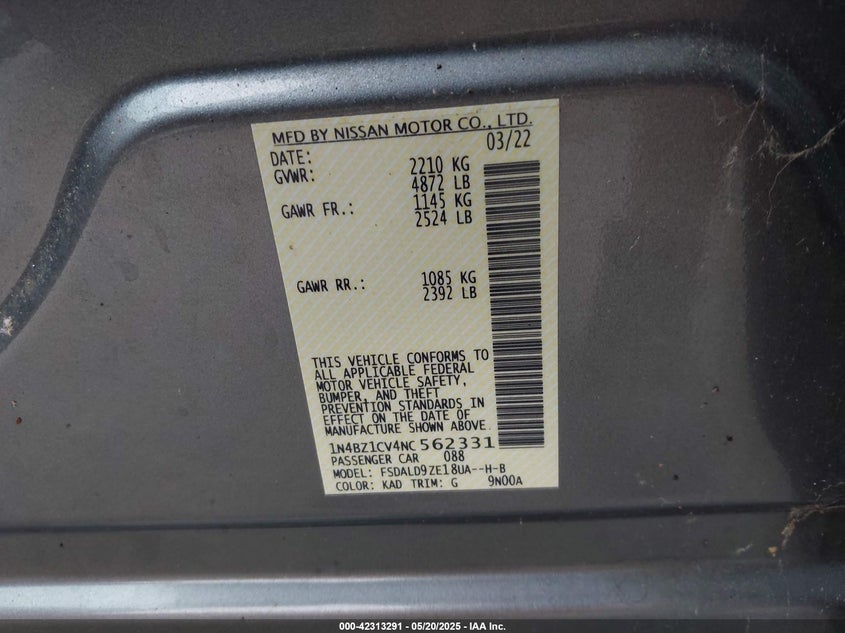 MFD BY NISSAN MOTOR CO., LTD.
DATE: 03/22
GVWR: 2210 KG
4872 LB
GAWR FR.: 1145 KG
2524 LB
GAWR RR.: 1085 KG
2392 LB
THIS VEHICLE CONFORMS TO
ALL APPLICABLE FEDERAL
MOTOR VEHICLE SAFETY,
BUMPER, AND THEFT
PREVENTION STANDARDS IN
EFFECT ON THE DATE OF
MANUFACTURE SHOWN ABOVE.
1N4BZ1CV4NC562331
PASSENGER CAR 088
MODEL: FSDALD9ZE18UA--H-B
COLOR: KAD TRIM: G 9N00A
000-42313291 - 05/20/2025 - IAA Inc.